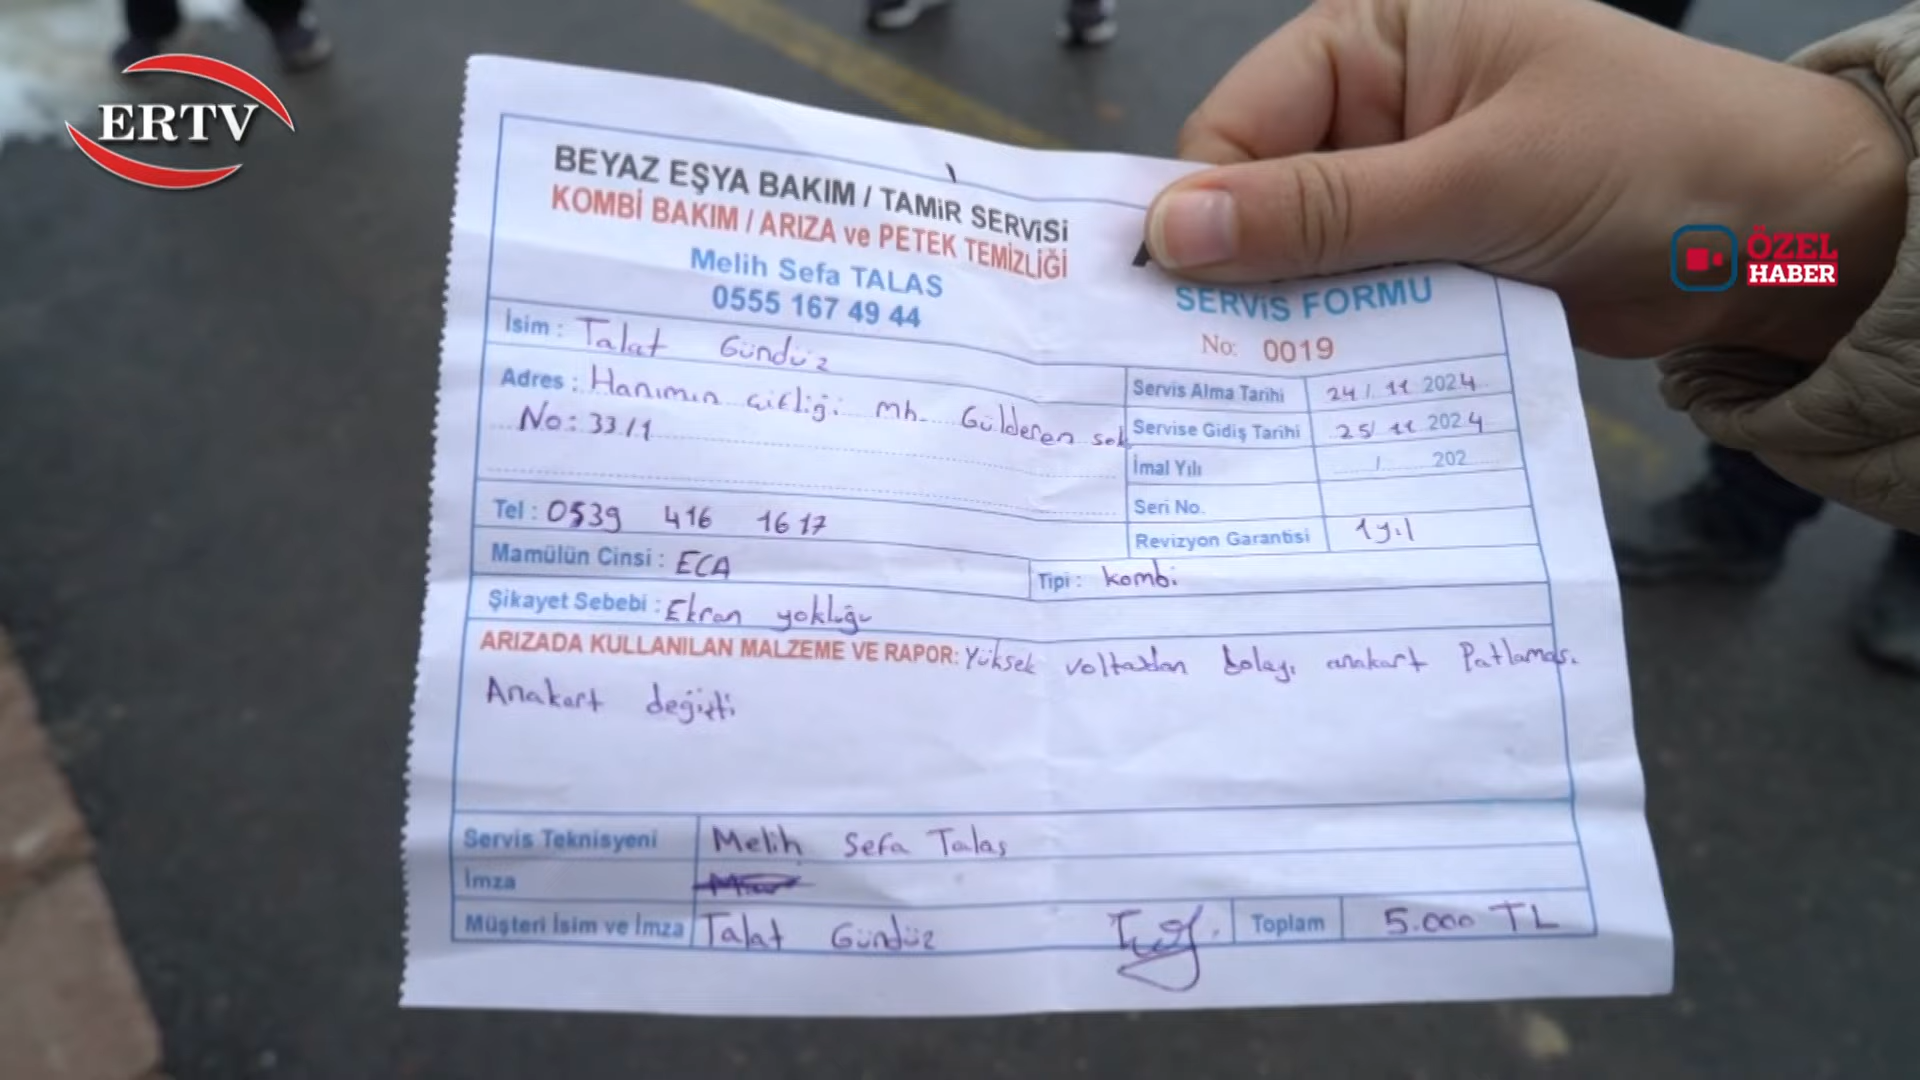 ERTV
ÖZEL
HABER
BEYAZ EŞYA BAKIM / TAMİR SERVİSİ
KOMBİ BAKIM / ARIZA ve PETEK TEMİZLİĞİ
Melih Sefa TALAS
0555 167 49 44
SERVİS FORMU
No: 0019
İsim : Talat Gündüz
Adres : Hanımın çiftliği mh. Gülderen sok
No: 33/1
Servis Alma Tarihi 24/ 11 2024
Servise Gidiş Tarihi 25/ 11 2024
İmal Yılı / 202
Seri No.
Revizyon Garantisi 1 yıl
Tel : 0539 416 1617
Mamülün Cinsi : ECA
Tipi : kombi
Şikayet Sebebi : Ekran yokluğu
ARIZADA KULLANILAN MALZEME VE RAPOR: Yüksek voltajdan dolayı anakart Patlaması
Anakart değişti
Servis Teknisyeni Melih Sefa Talas
İmza
Müşteri İsim ve İmza Talat Gündüz
Toplam 5.000 TL